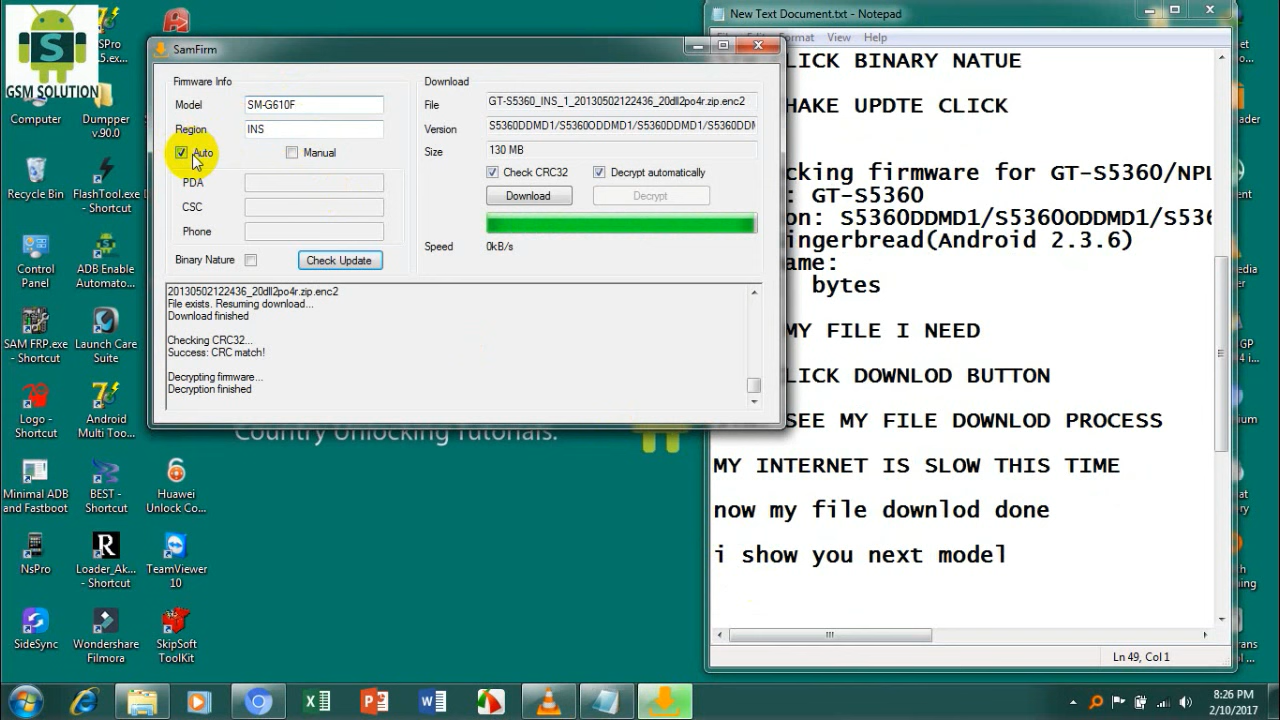 GSM SOLUTION
Computer
Dumpper
v.90.0
Recycle Bin
FlashTool.exe
- Shortcut
Control
Panel
ADB Enable
Automato...
SAM FRP.exe
- Shortcut
Launch Care
Suite
Logo -
Shortcut
Android
Multi Too...
Minimal ADB
and Fastboot
BEST -
Shortcut
Huawei
Unlock Co...
NsPro
Loader_Ak...
- Shortcut
TeamViewer
10
SideSync
Wondershare
Filmora
SkipSoft
ToolKit
SamFirm
Firmware Info
Model
SM-G610F
Region
INS
Auto
Manual
PDA
CSC
Phone
Binary Nature
Check Update
Download
File
GT-S5360_INS_1_20130502122436_20dll2po4r.zip.enc2
Version
S5360DDMD1/S5360ODDMD1/S5360DDMD1/S5360DDM
Size
130 MB
Check CRC32
Decrypt automatically
Download
Decrypt
Speed
0kB/s
20130502122436_20dll2po4r.zip.enc2
File exists. Resuming download...
Download finished
Checking CRC32...
Success: CRC match!
Decrypting firmware...
Decryption finished
Country Unlocking Tutorials.
New Text Document.txt - Notepad
Format View Help
LICK BINARY NATUE
HAKE UPDTE CLICK
cking firmware for GT-S5360/NPL
: GT-S5360
on: S5360DDMD1/S5360ODDMD1/S536
ingerbread(Android 2.3.6)
ame:
bytes
MY FILE I NEED
LICK DOWNLOD BUTTON
SEE MY FILE DOWNLOD PROCESS
MY INTERNET IS SLOW THIS TIME
now my file downlod done
i show you next model
Ln 49, Col 1
8:26 PM
2/10/2017